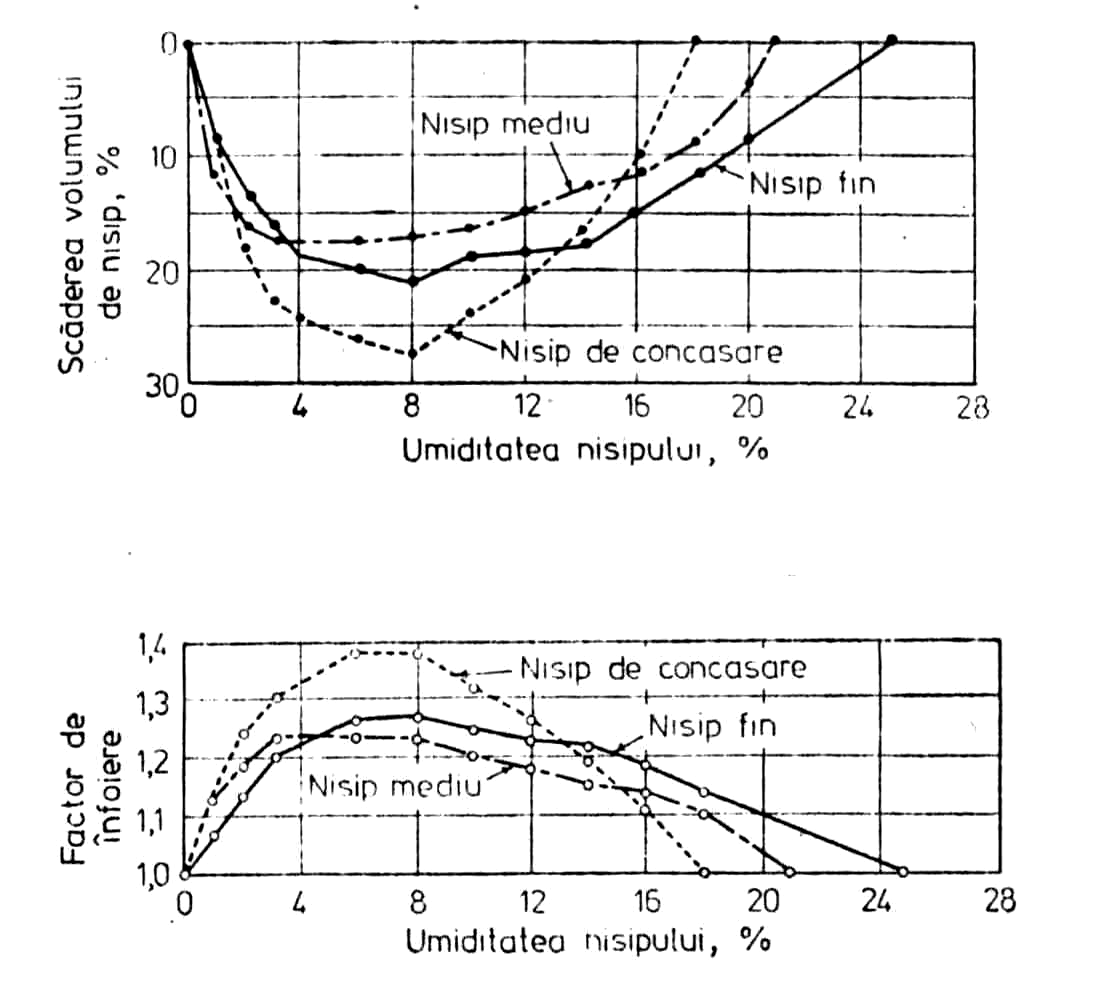 Scăderea volumului
de nisip, %
0
10
20
30
Nisip mediu
Nisip fin
Nisip de concasare
0 4 8 12 16 20 24 28
Umiditatea nisipului, %
Factor de
înfoiere
1,4
1,3
1,2
1,1
1,0
Nisip de concasare
Nisip fin
Nisip mediu
0 4 8 12 16 20 24 28
Umiditatea nisipului, %